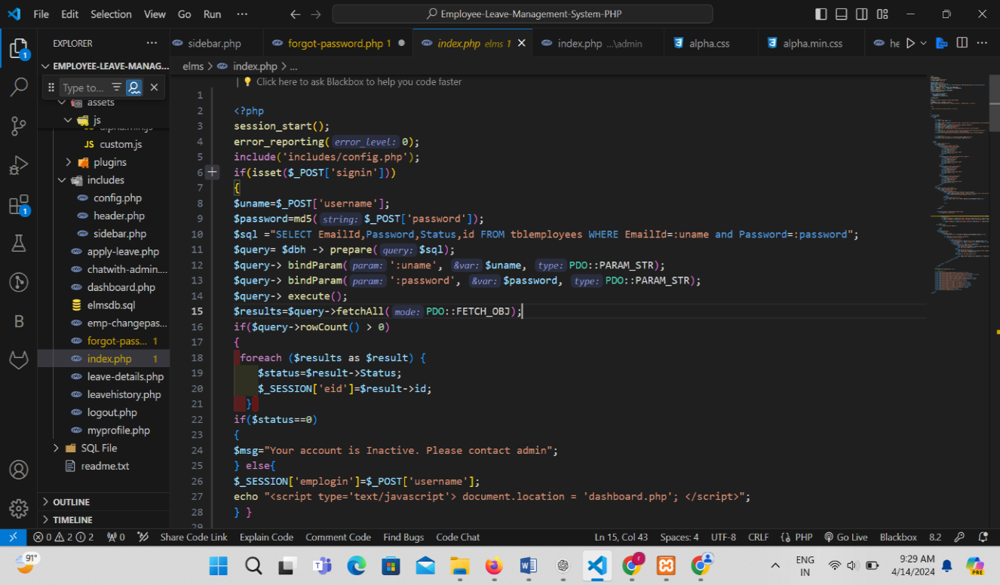 File Edit Selection View Go Run ···
Employee-Leave-Management-System-PHP
EXPLORER ···
sidebar.php
forgot-password.php 1
index.php elms 1
index.php ...\admin
alpha.css
alpha.min.css
he
EMPLOYEE-LEAVE-MANAG...
elms > index.php > ...
Type to...
Click here to ask Blackbox to help you code faster
assets
js
alpha.min.js
JS custom.js
plugins
includes
config.php
header.php
sidebar.php
apply-leave.php
chatwith-admin....
dashboard.php
elmsdb.sql
emp-changepas...
forgot-pass... 1
index.php 1
leave-details.php
leavehistory.php
logout.php
myprofile.php
SQL File
readme.txt
OUTLINE
TIMELINE
1
2 <?php
3 session_start();
4 error_reporting(error_level: 0);
5 include('includes/config.php');
6 if(isset($_POST['signin']))
7 {
8 $uname=$_POST['username'];
9 $password=md5(string: $_POST['password']);
10 $sql ="SELECT EmailId,Password,Status,id FROM tblemployees WHERE EmailId=:uname and Password=:password";
11 $query= $dbh -> prepare(query: $sql);
12 $query-> bindParam(param: ':uname', &var: $uname, type: PDO::PARAM_STR);
13 $query-> bindParam(param: ':password', &var: $password, type: PDO::PARAM_STR);
14 $query-> execute();
15 $results=$query->fetchAll(mode: PDO::FETCH_OBJ);
16 if($query->rowCount() > 0)
17 {
18 foreach ($results as $result) {
19 $status=$result->Status;
20 $_SESSION['eid']=$result->id;
21 }
22 if($status==0)
23 {
24 $msg="Your account is Inactive. Please contact admin";
25 } else{
26 $_SESSION['emplogin']=$_POST['username'];
27 echo "<script type='text/javascript'> document.location = 'dashboard.php'; </script>";
28 } }
29
0 2 2 0 Share Code Link Explain Code Comment Code Find Bugs Code Chat Ln 15, Col 43 Spaces: 4 UTF-8 CRLF {} PHP Go Live Blackbox 8.2
91°
ENG
IN
9:29 AM
4/14/2024
PRE